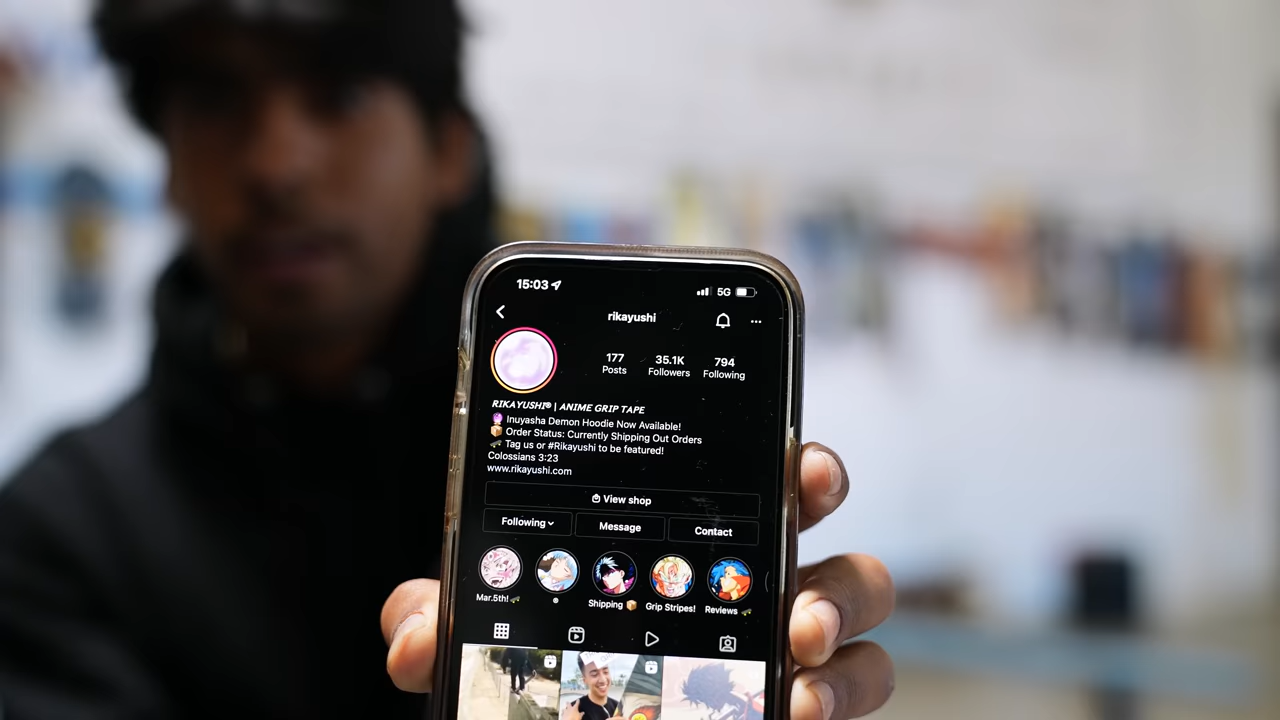 15:03 5G
rikayushi
177 35.1K 794
Posts Followers Following
RIKAYUSHI® | ANIME GRIP TAPE
Inuyasha Demon Hoodie Now Available!
Order Status: Currently Shipping Out Orders
Tag us or #Rikayushi to be featured!
Colossians 3:23
www.rikayushi.com
View shop
Following Message Contact
Mar.5th! Shipping Grip Stripes! Reviews